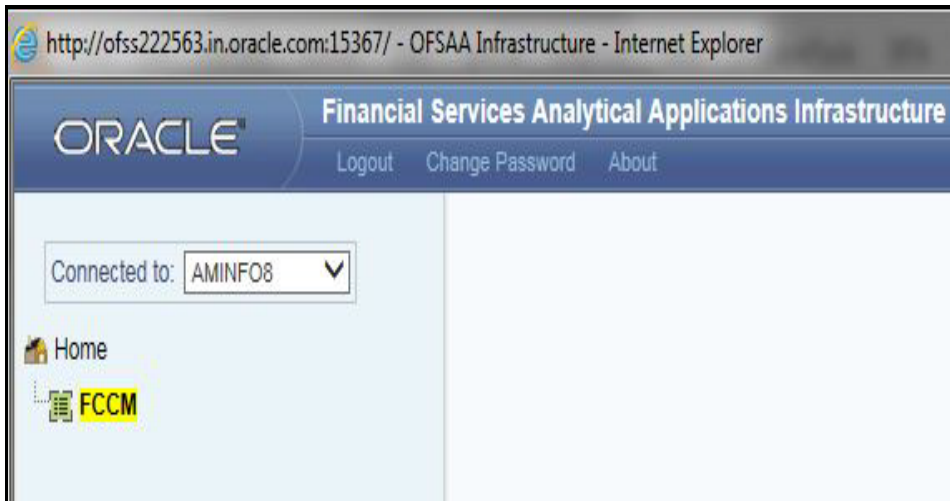 http://ofss222563.in.oracle.com:15367/ - OFSAA Infrastructure - Internet Explorer
ORACLE
Financial Services Analytical Applications Infrastructure
Logout Change Password About
Connected to: AMINFO8
Home
FCCM